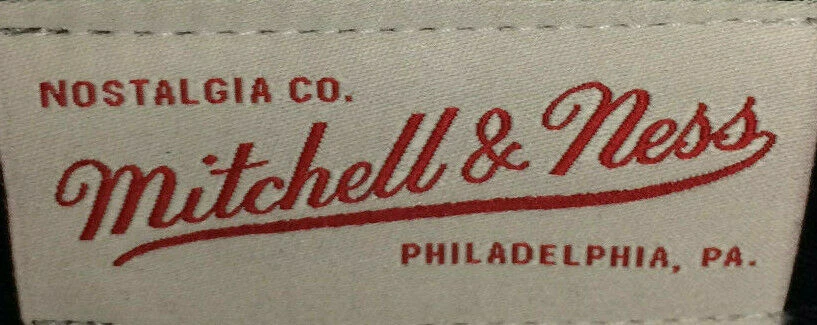 NOSTALGIA CO.
Mitchell & Ness
PHILADELPHIA, PA.